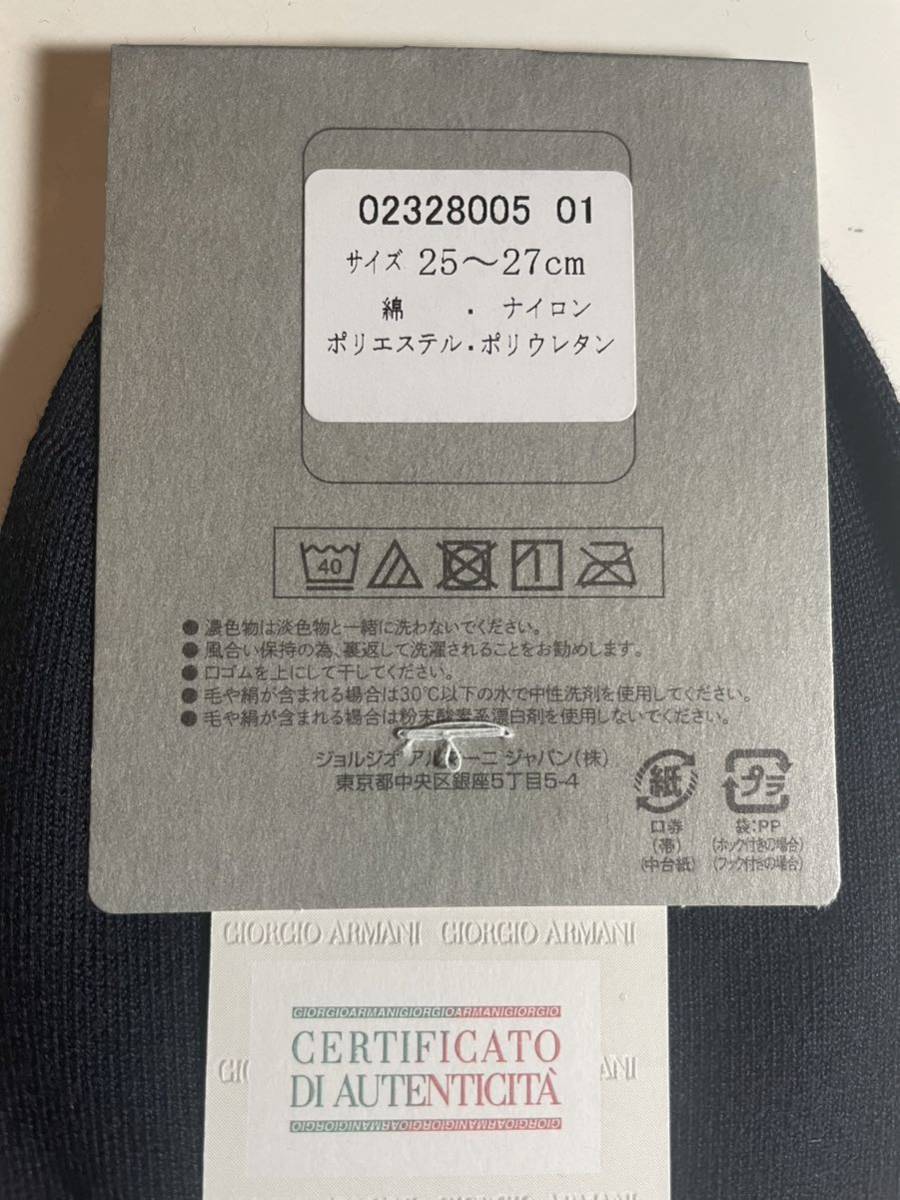 02328005 01
サイズ 25～27cm
綿 ・ ナイロン
ポリエステル・ポリウレタン
40 1
● 濃色物は淡色物と一緒に洗わないでください。
● 風合い保持の為、裏返して洗濯されることをお勧めします。
● 口ゴムを上にして干してください。
● 毛や絹が含まれる場合は30℃以下の水で中性洗剤を使用してください。
● 毛や絹が含まれる場合は粉末酸素系漂白剤を使用しないでください。
ジョルジオ アルマーニ ジャパン(株)
東京都中央区銀座5丁目5-4
紙 プラ
口券 袋:PP
(帯) (ホック付きの場合)
(中台紙) (フック付きの場合)
GIORGIO ARMANI GIORGIO ARMANI
GIORGIOARMANIGIORGIOARMANIGIORGIO
CERTIFICATO
GI ANI
DI AUTENTICITÀ
GIORGIOARMANIGIORGIOARMANIGIORGIO
GIORGIO ARMANI